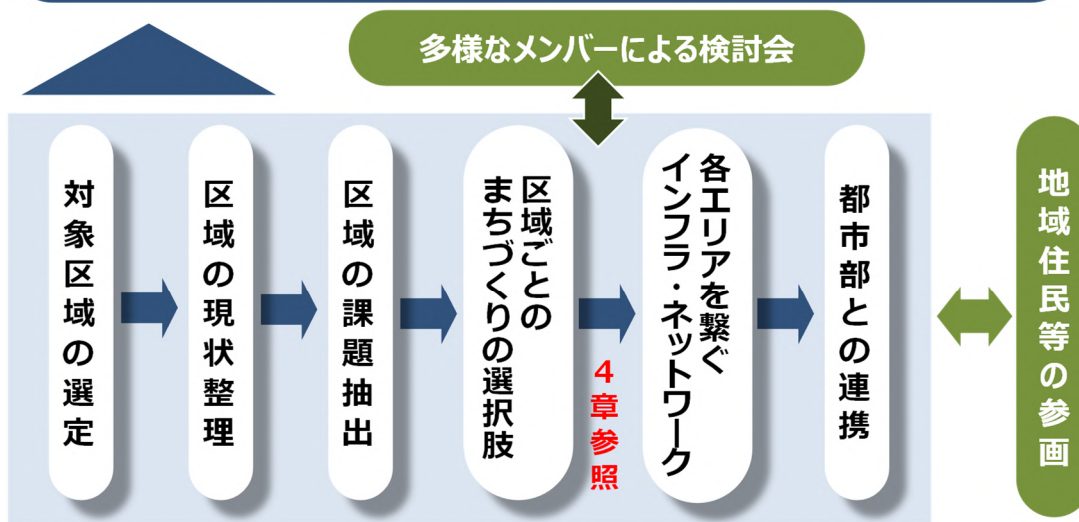 多様なメンバーによる検討会
対象区域の選定
区域の現状整理
区域の課題抽出
区域ごとの
まちづくりの選択肢
4章参照
各エリアを繋ぐ
インフラ・ネットワーク
都市部との連携
地域住民等の参画